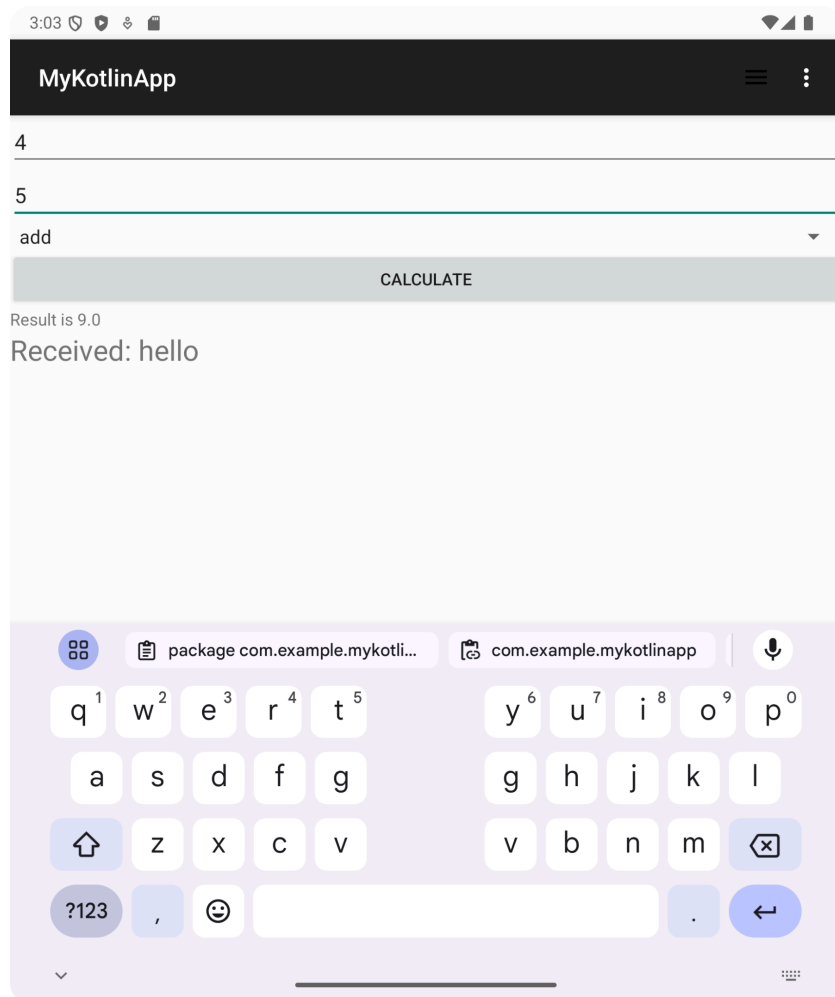 3:03
MyKotlinApp
4
5
add
CALCULATE
Result is 9.0
Received: hello
package com.example.mykotli... com.example.mykotlinapp
q 1 w 2 e 3 r 4 t 5 y 6 u 7 i 8 o 9 p 0
a s d f g g h j k l
z x c v v b n m
?123 , .